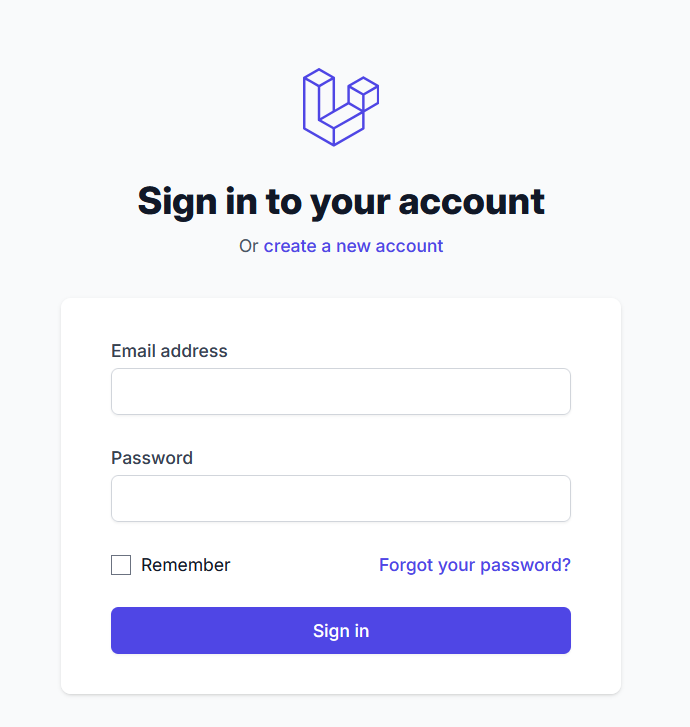 Sign in to your account
Or create a new account
Email address
Password
Remember
Forgot your password?
Sign in